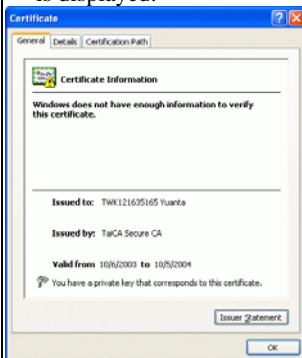 is displayed.
Certificate
General Details Certification Path
Certificate Information
Windows does not have enough information to verify
this certificate.
Issued to: TWK121635165 Yuanta
Issued by: TaiCA Secure CA
Valid from 10/6/2003 to 10/5/2004
You have a private key that corresponds to this certificate.
Issuer Statement
OK